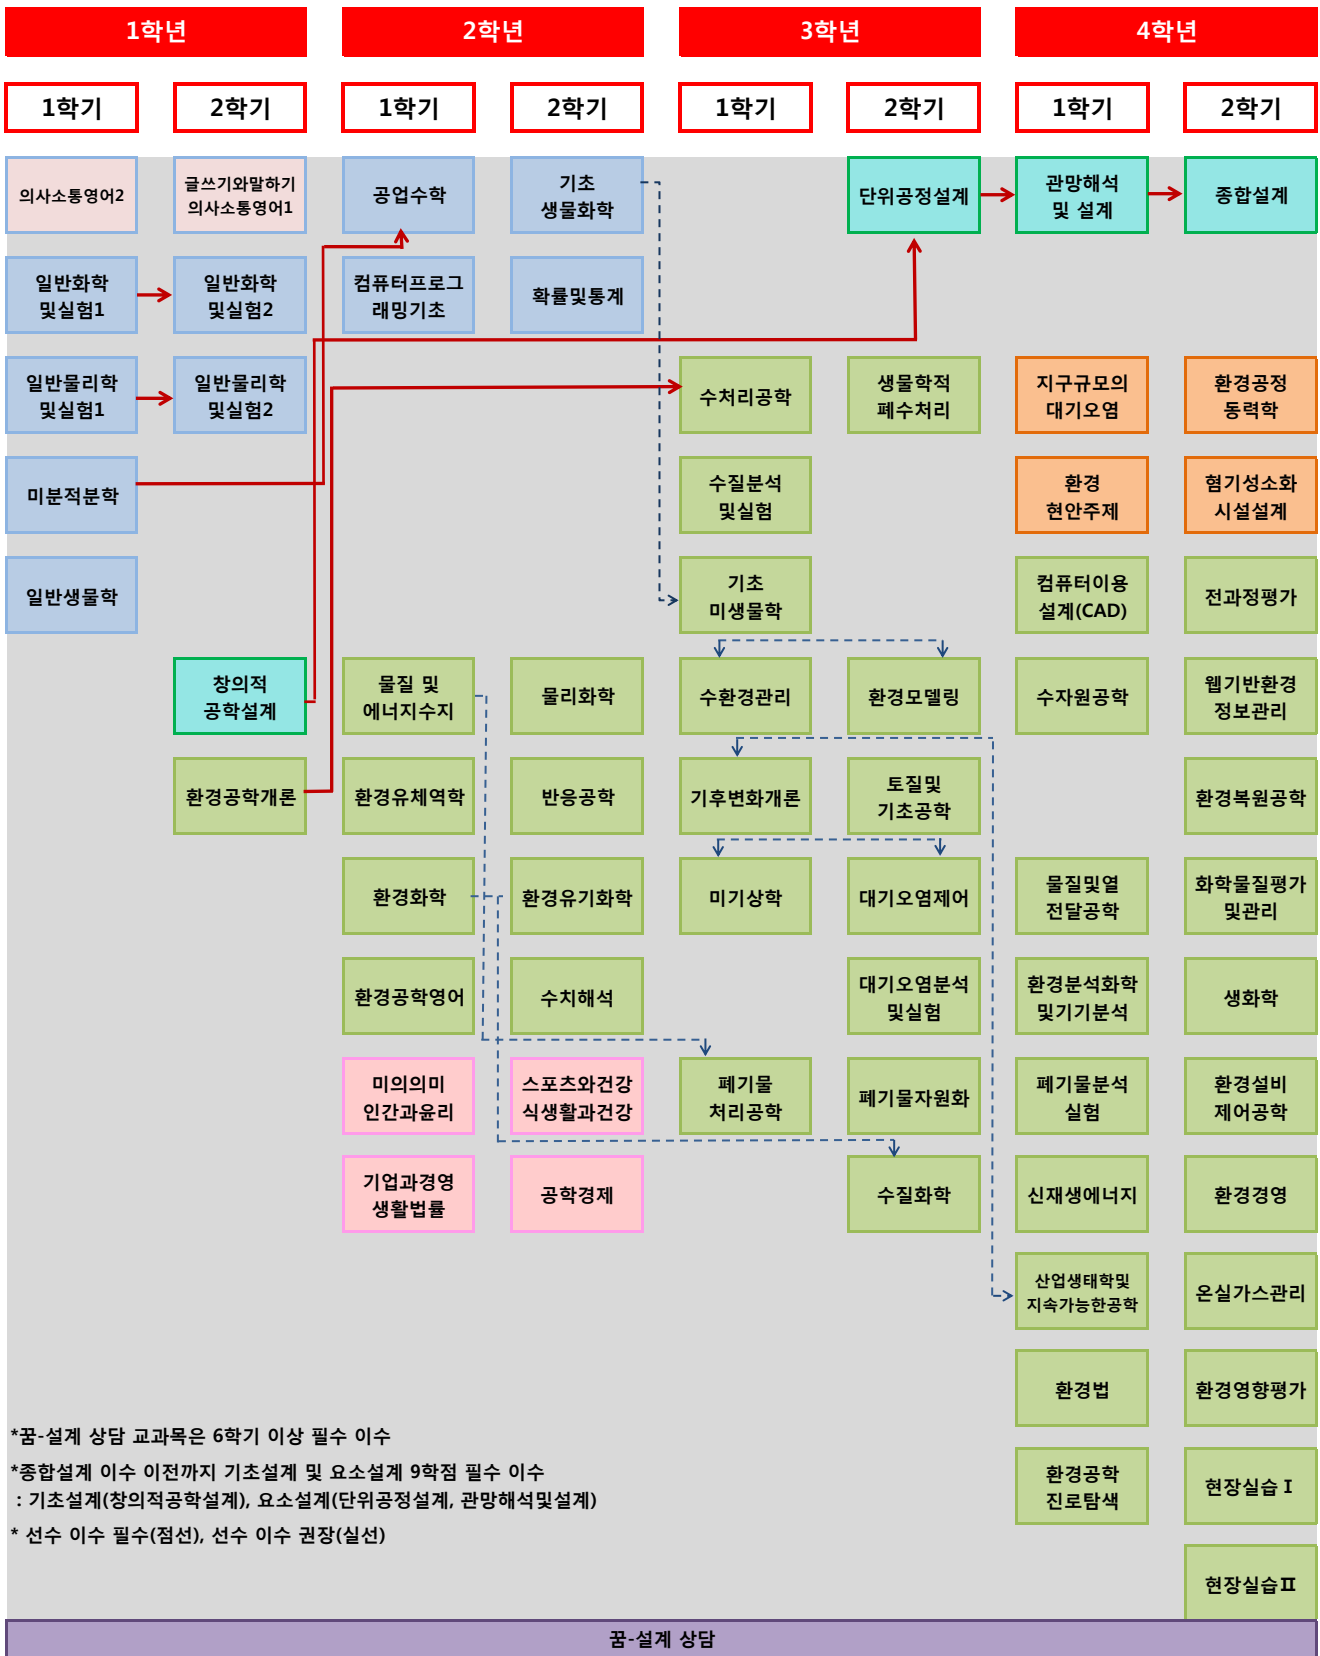 1학년
2학년
3학년
4학년
1학기
2학기
1학기
2학기
1학기
2학기
1학기
2학기
의사소통영어2
글쓰기와말하기
의사소통영어1
공업수학
기초
생물화학
단위공정설계
관망해석
및 설계
종합설계
일반화학
및실험1
일반화학
및실험2
컴퓨터프로그
래밍기초
확률및통계
일반물리학
및실험1
일반물리학
및실험2
수처리공학
생물학적
폐수처리
지구규모의
대기오염
환경공정
동력학
미분적분학
수질분석
및실험
환경
현안주제
혐기성소화
시설설계
일반생물학
기초
미생물학
컴퓨터이용
설계(CAD)
전과정평가
창의적
공학설계
물질 및
에너지수지
물리화학
수환경관리
환경모델링
수자원공학
웹기반환경
정보관리
환경공학개론
환경유체역학
반응공학
기후변화개론
토질및
기초공학
환경복원공학
환경화학
환경유기화학
미기상학
대기오염제어
물질및열
전달공학
화학물질평가
및관리
환경공학영어
수치해석
대기오염분석
및실험
환경분석화학
및기기분석
생화학
미의의미
인간과윤리
스포츠와건강
식생활과건강
폐기물
처리공학
폐기물자원화
폐기물분석
실험
환경설비
제어공학
기업과경영
생활법률
공학경제
수질화학
신재생에너지
환경경영
산업생태학및
지속가능한공학
온실가스관리
환경법
환경영향평가
환경공학
진로탐색
현장실습 I
현장실습Ⅱ
*꿈-설계 상담 교과목은 6학기 이상 필수 이수
*종합설계 이수 이전까지 기초설계 및 요소설계 9학점 필수 이수
: 기초설계(창의적공학설계), 요소설계(단위공정설계, 관망해석및설계)
* 선수 이수 필수(점선), 선수 이수 권장(실선)
꿈-설계 상담